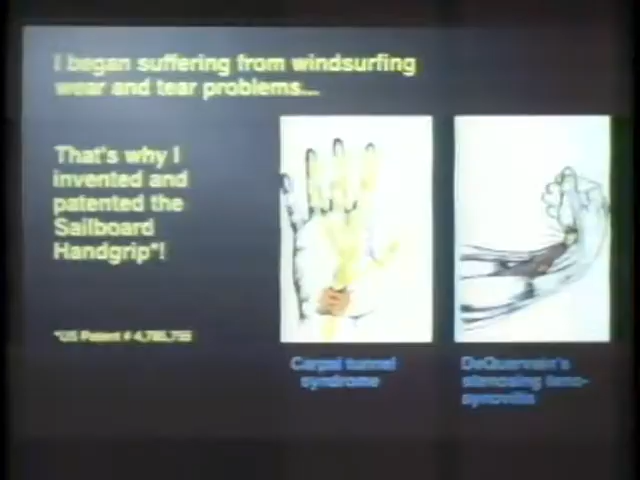 I began suffering from windsurfing
wear and tear problems...
That's why I
invented and
patented the
Sailboard
Handgrip*!
*US Patent #
Carpal tunnel
syndrome
DeQuervain's
stenosing teno-
synovitis